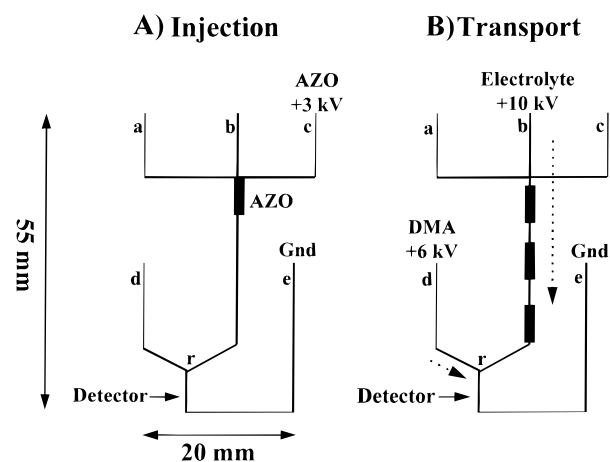 A) Injection
AZO
+3 kV
a
b
c
AZO
55 mm
Gnd
d
e
r
Detector
20 mm
B) Transport
Electrolyte
+10 kV
a
b
c
DMA
+6 kV
Gnd
d
e
r
Detector